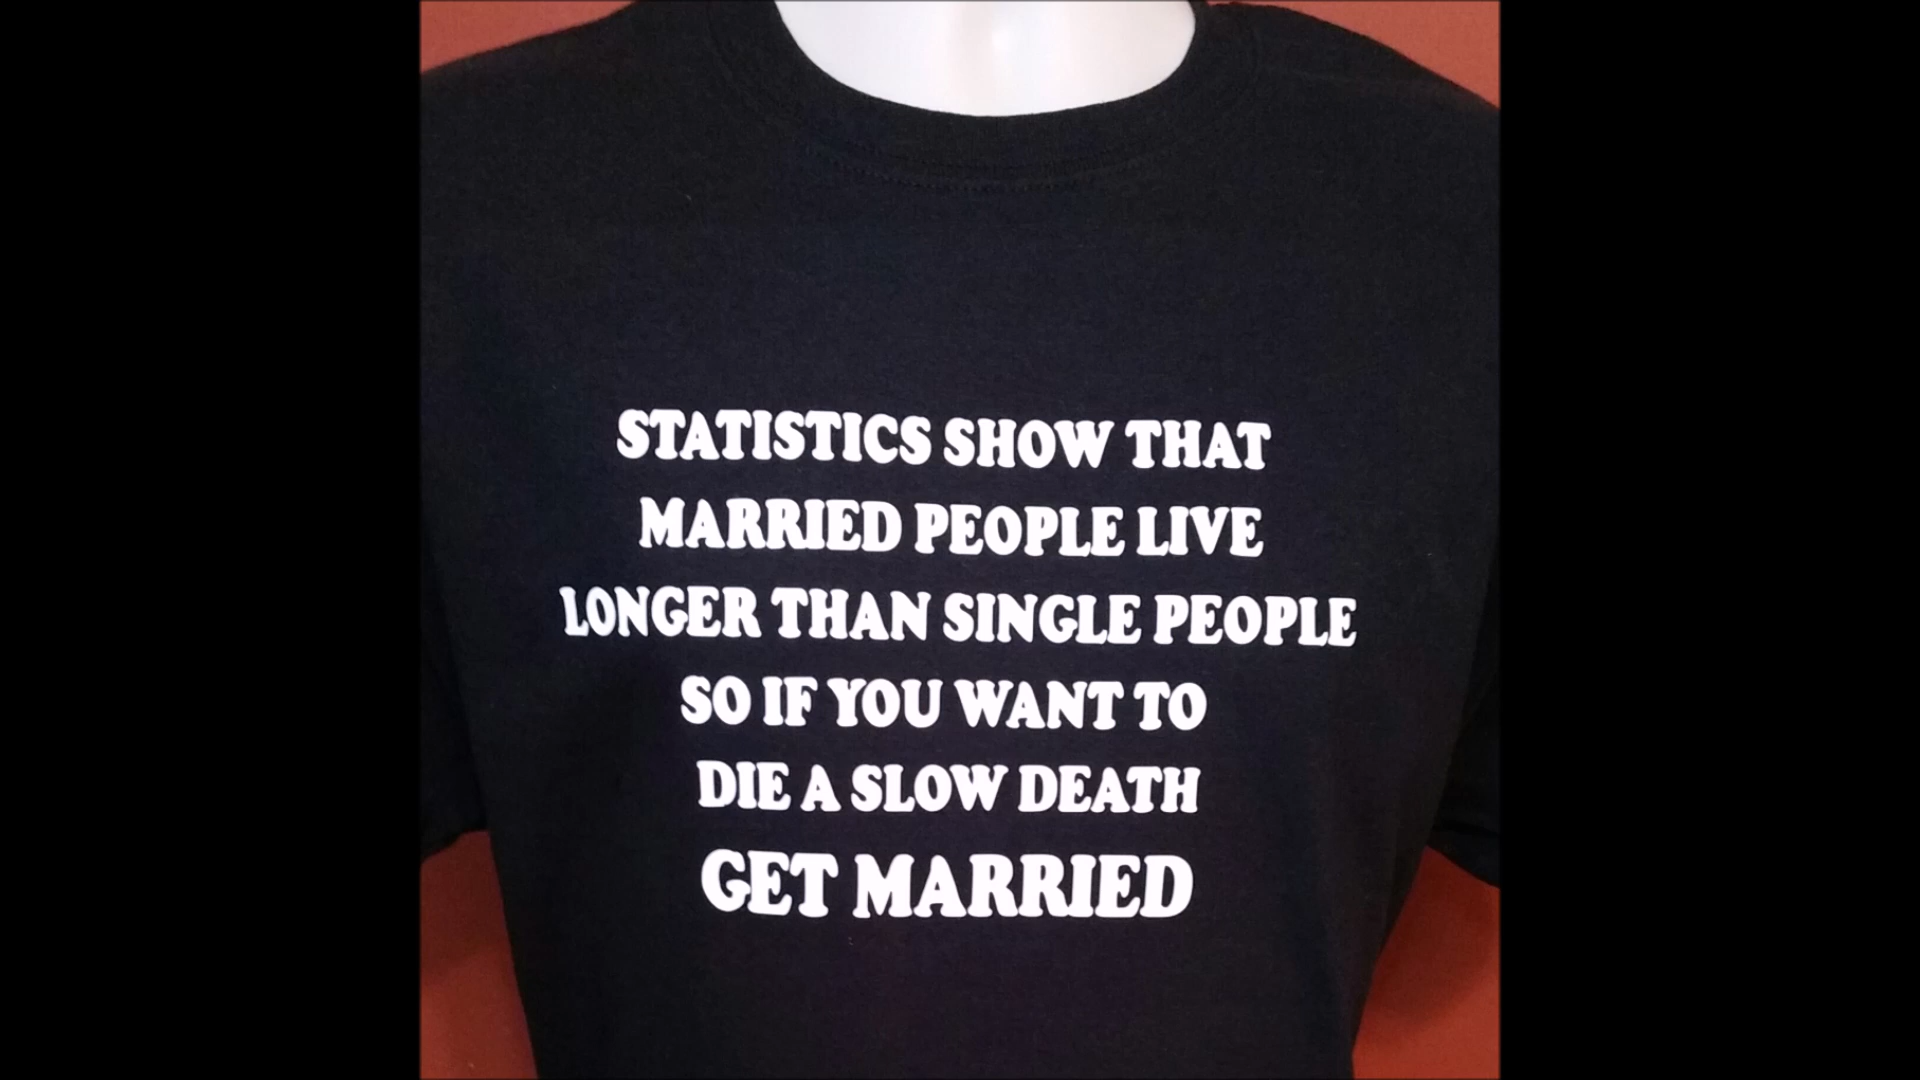 STATISTICS SHOW THAT
MARRIED PEOPLE LIVE
LONGER THAN SINGLE PEOPLE
SO IF YOU WANT TO
DIE A SLOW DEATH
GET MARRIED